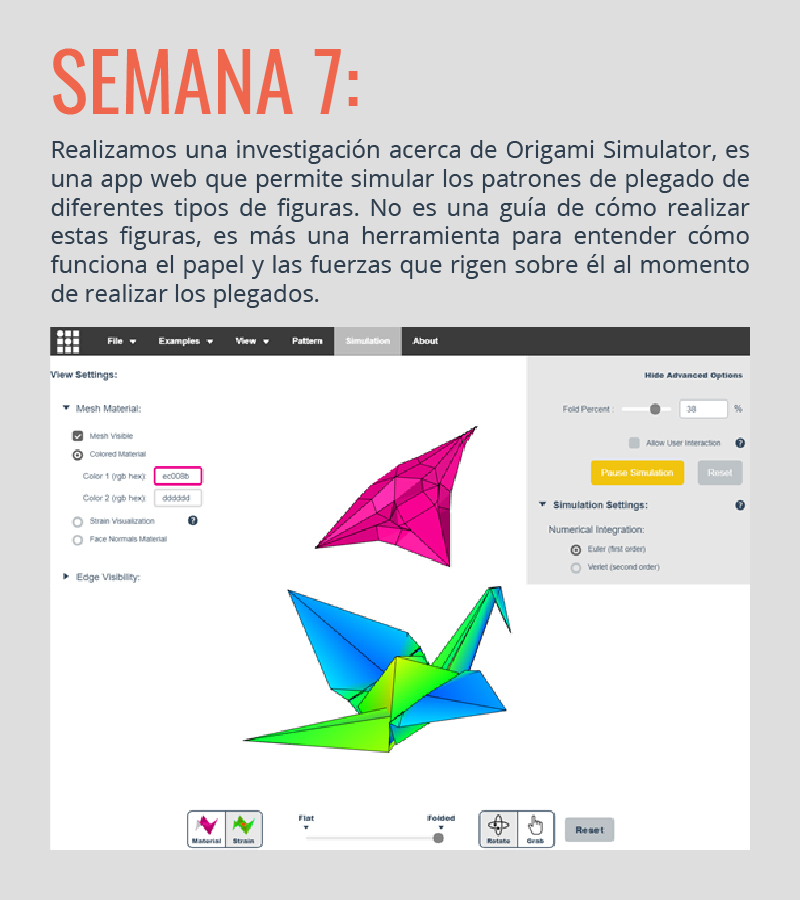 SEMANA 7:
Realizamos una investigación acerca de Origami Simulator, es
una app web que permite simular los patrones de plegado de
diferentes tipos de figuras. No es una guía de cómo realizar
estas figuras, es más una herramienta para entender cómo
funciona el papel y las fuerzas que rigen sobre él al momento
de realizar los plegados.
File Examples View Pattern Simulation About
View Settings:
Mesh Material:
Mesh Visible
Colored Material
Color 1 (rgb hex): ec008b
Color 2 (rgb hex): dddddd
Strain Visualization ?
Face Normals Material
Edge Visibility:
Hide Advanced Options
Fold Percent : 38 %
Allow User Interaction ?
Pause Simulation Reset
Simulation Settings: ?
Numerical Integration:
Euler (first order)
Verlet (second order)
Material Strain
Flat Folded
Rotate Grab
Reset